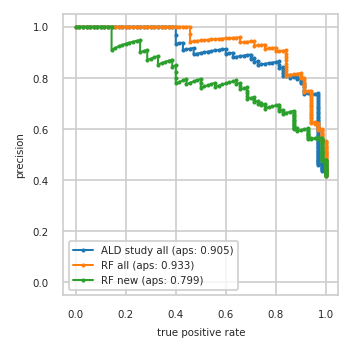 1.0
0.8
0.6
0.4
0.2
0.0
precision
ALD study all (aps: 0.905)
RF all (aps: 0.933)
RF new (aps: 0.799)
0.0 0.2 0.4 0.6 0.8 1.0
true positive rate